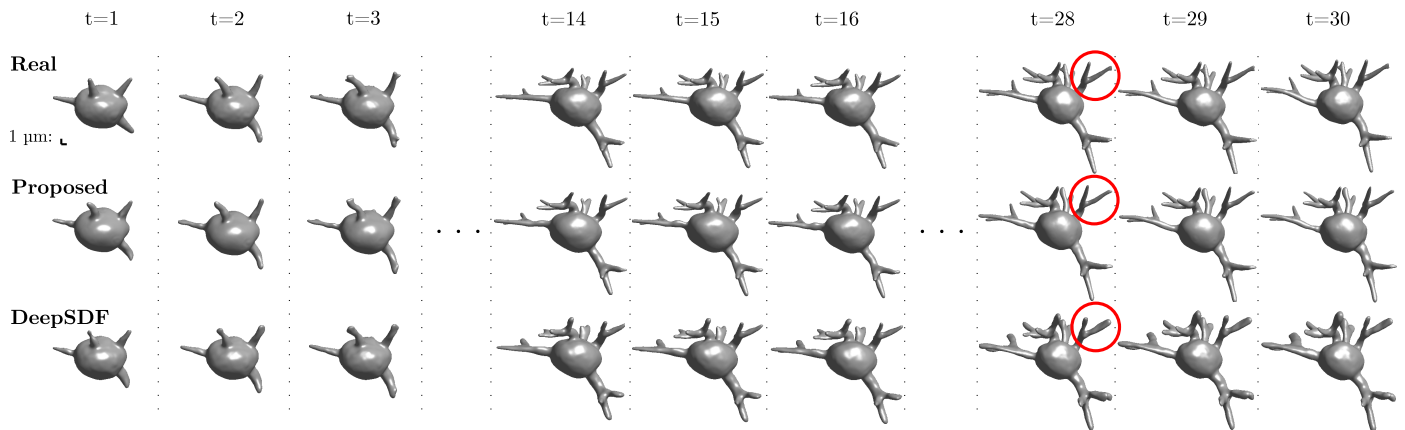 t=1 t=2 t=3 t=14 t=15 t=16 t=28 t=29 t=30
Real
1 µm:
Proposed
. . . . . .
DeepSDF